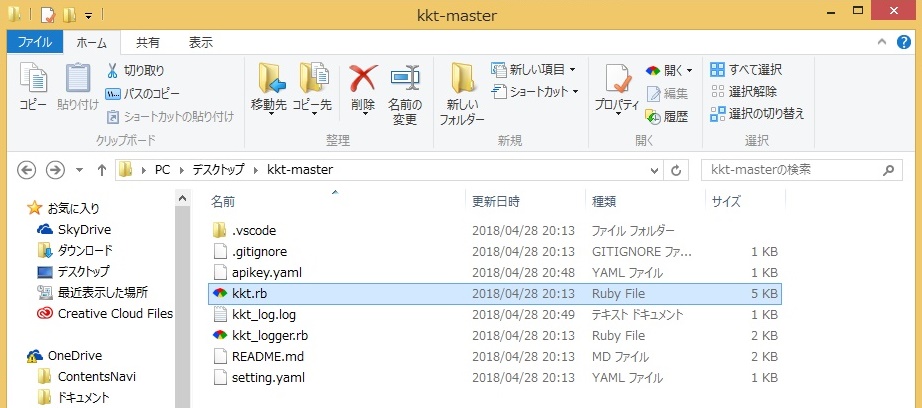 kkt-master
ファイル ホーム 共有 表示
コピー
貼り付け
切り取り
パスのコピー
ショートカットの貼り付け
クリップボード
移動先
コピー先
削除
名前の
変更
整理
新しい
フォルダー
新しい項目
ショートカット
新規
プロパティ
開く
編集
履歴
開く
すべて選択
選択解除
選択の切り替え
選択
PC デスクトップ kkt-master
kkt-masterの検索
お気に入り
SkyDrive
ダウンロード
デスクトップ
最近表示した場所
Creative Cloud Files
OneDrive
ContentsNavi
ドキュメント
名前 更新日時 種類 サイズ
.vscode 2018/04/28 20:13 ファイル フォルダー
.gitignore 2018/04/28 20:13 GITIGNORE ファ... 1 KB
apikey.yaml 2018/04/28 20:48 YAML ファイル 1 KB
kkt.rb 2018/04/28 20:13 Ruby File 5 KB
kkt_log.log 2018/04/28 20:49 テキスト ドキュメント 1 KB
kkt_logger.rb 2018/04/28 20:13 Ruby File 2 KB
README.md 2018/04/28 20:13 MD ファイル 2 KB
setting.yaml 2018/04/28 20:13 YAML ファイル 1 KB